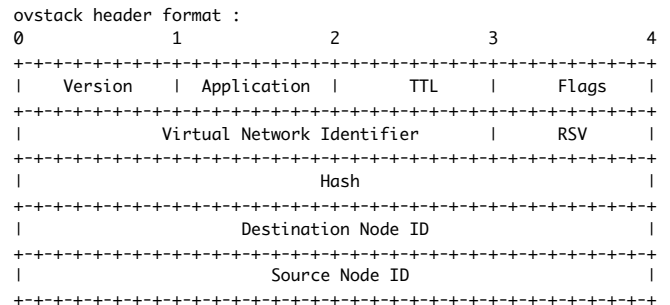 ovstack header format :
0               1               2               3               4
+-+-+-+-+-+-+-+-+-+-+-+-+-+-+-+-+-+-+-+-+-+-+-+-+-+-+-+-+-+-+-+-+
|    Version    |  Application  |      TTL      |      Flags    |
+-+-+-+-+-+-+-+-+-+-+-+-+-+-+-+-+-+-+-+-+-+-+-+-+-+-+-+-+-+-+-+-+
|              Virtual Network Identifier       |      RSV      |
+-+-+-+-+-+-+-+-+-+-+-+-+-+-+-+-+-+-+-+-+-+-+-+-+-+-+-+-+-+-+-+-+
|                              Hash                             |
+-+-+-+-+-+-+-+-+-+-+-+-+-+-+-+-+-+-+-+-+-+-+-+-+-+-+-+-+-+-+-+-+
|                      Destination Node ID                      |
+-+-+-+-+-+-+-+-+-+-+-+-+-+-+-+-+-+-+-+-+-+-+-+-+-+-+-+-+-+-+-+-+
|                         Source Node ID                        |
+-+-+-+-+-+-+-+-+-+-+-+-+-+-+-+-+-+-+-+-+-+-+-+-+-+-+-+-+-+-+-+-+